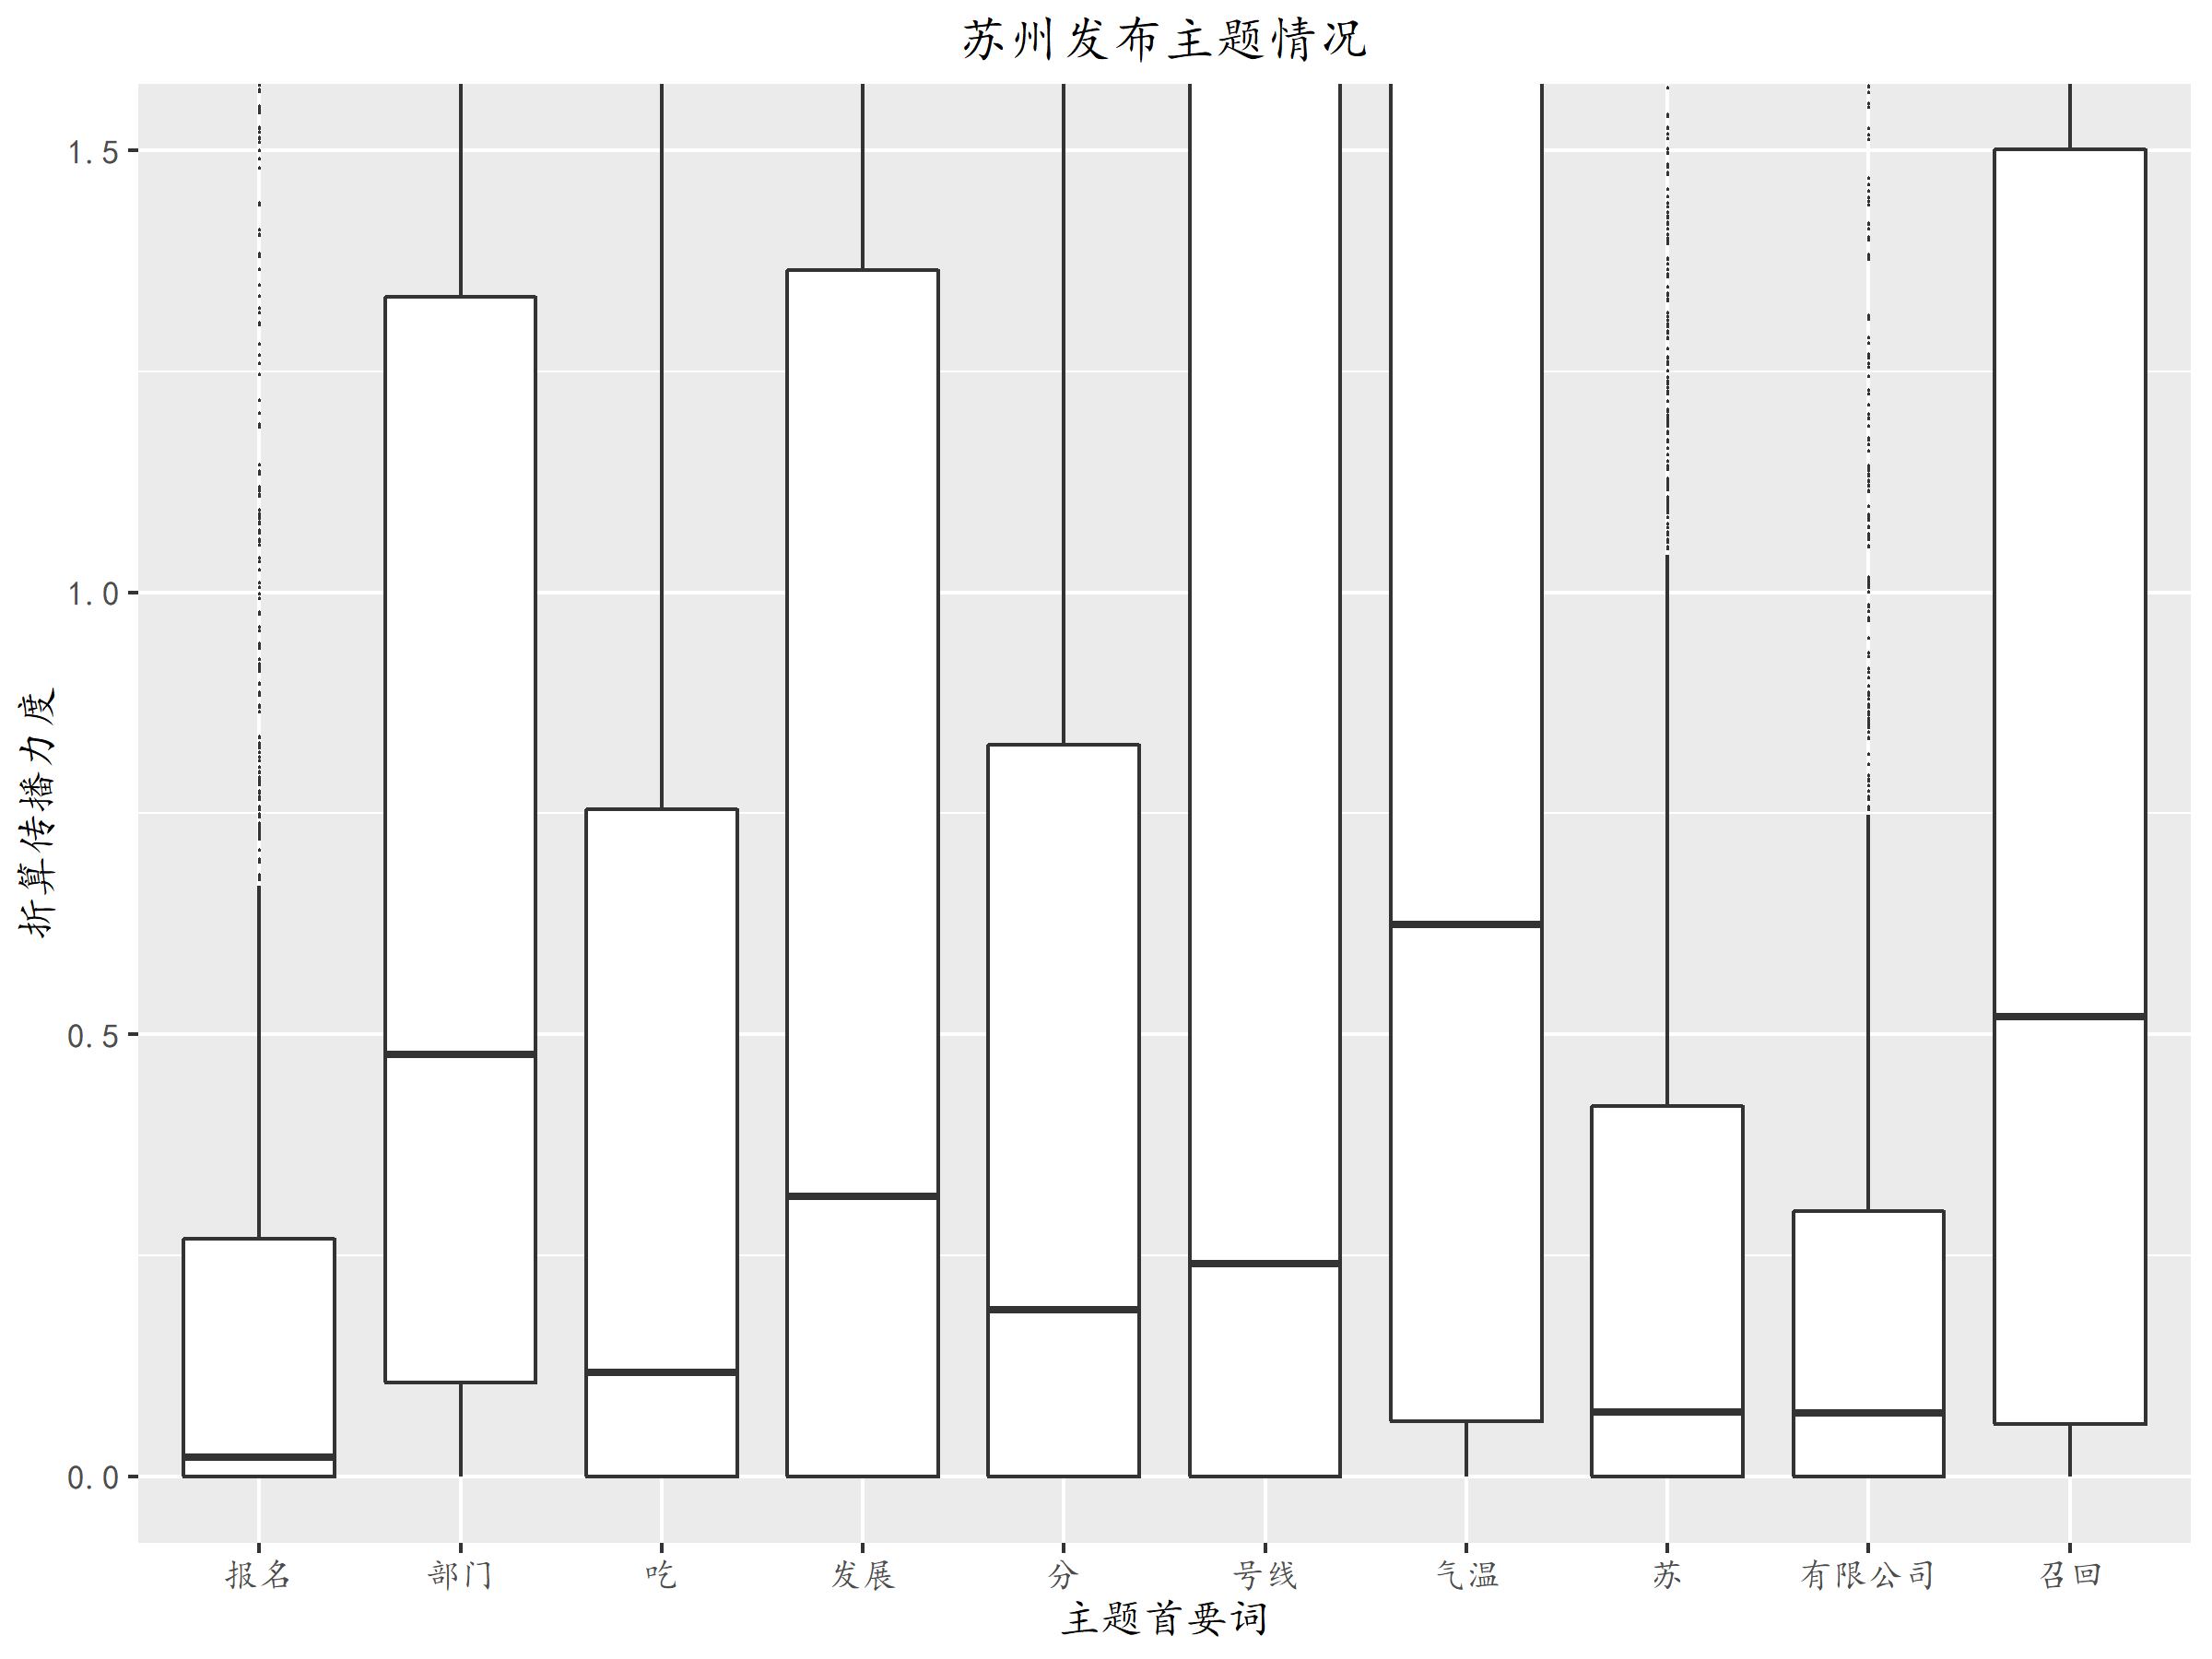 苏州发布主题情况
折算传播力度
1.5
1.0
0.5
0.0
报名 部门 吃 发展 分 号线 气温 苏 有限公司 召回
主题首要词